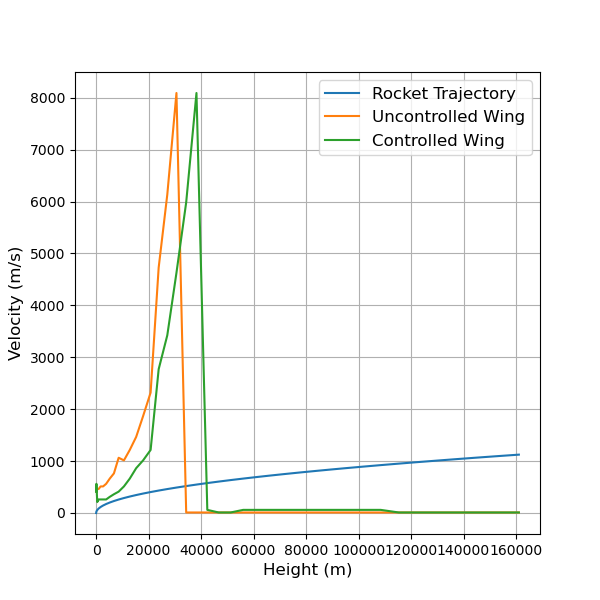 Rocket Trajectory
Uncontrolled Wing
Controlled Wing
8000
7000
6000
5000
4000
3000
2000
1000
0
Velocity (m/s)
0 20000 40000 60000 80000 100000 120000 140000 160000
Height (m)